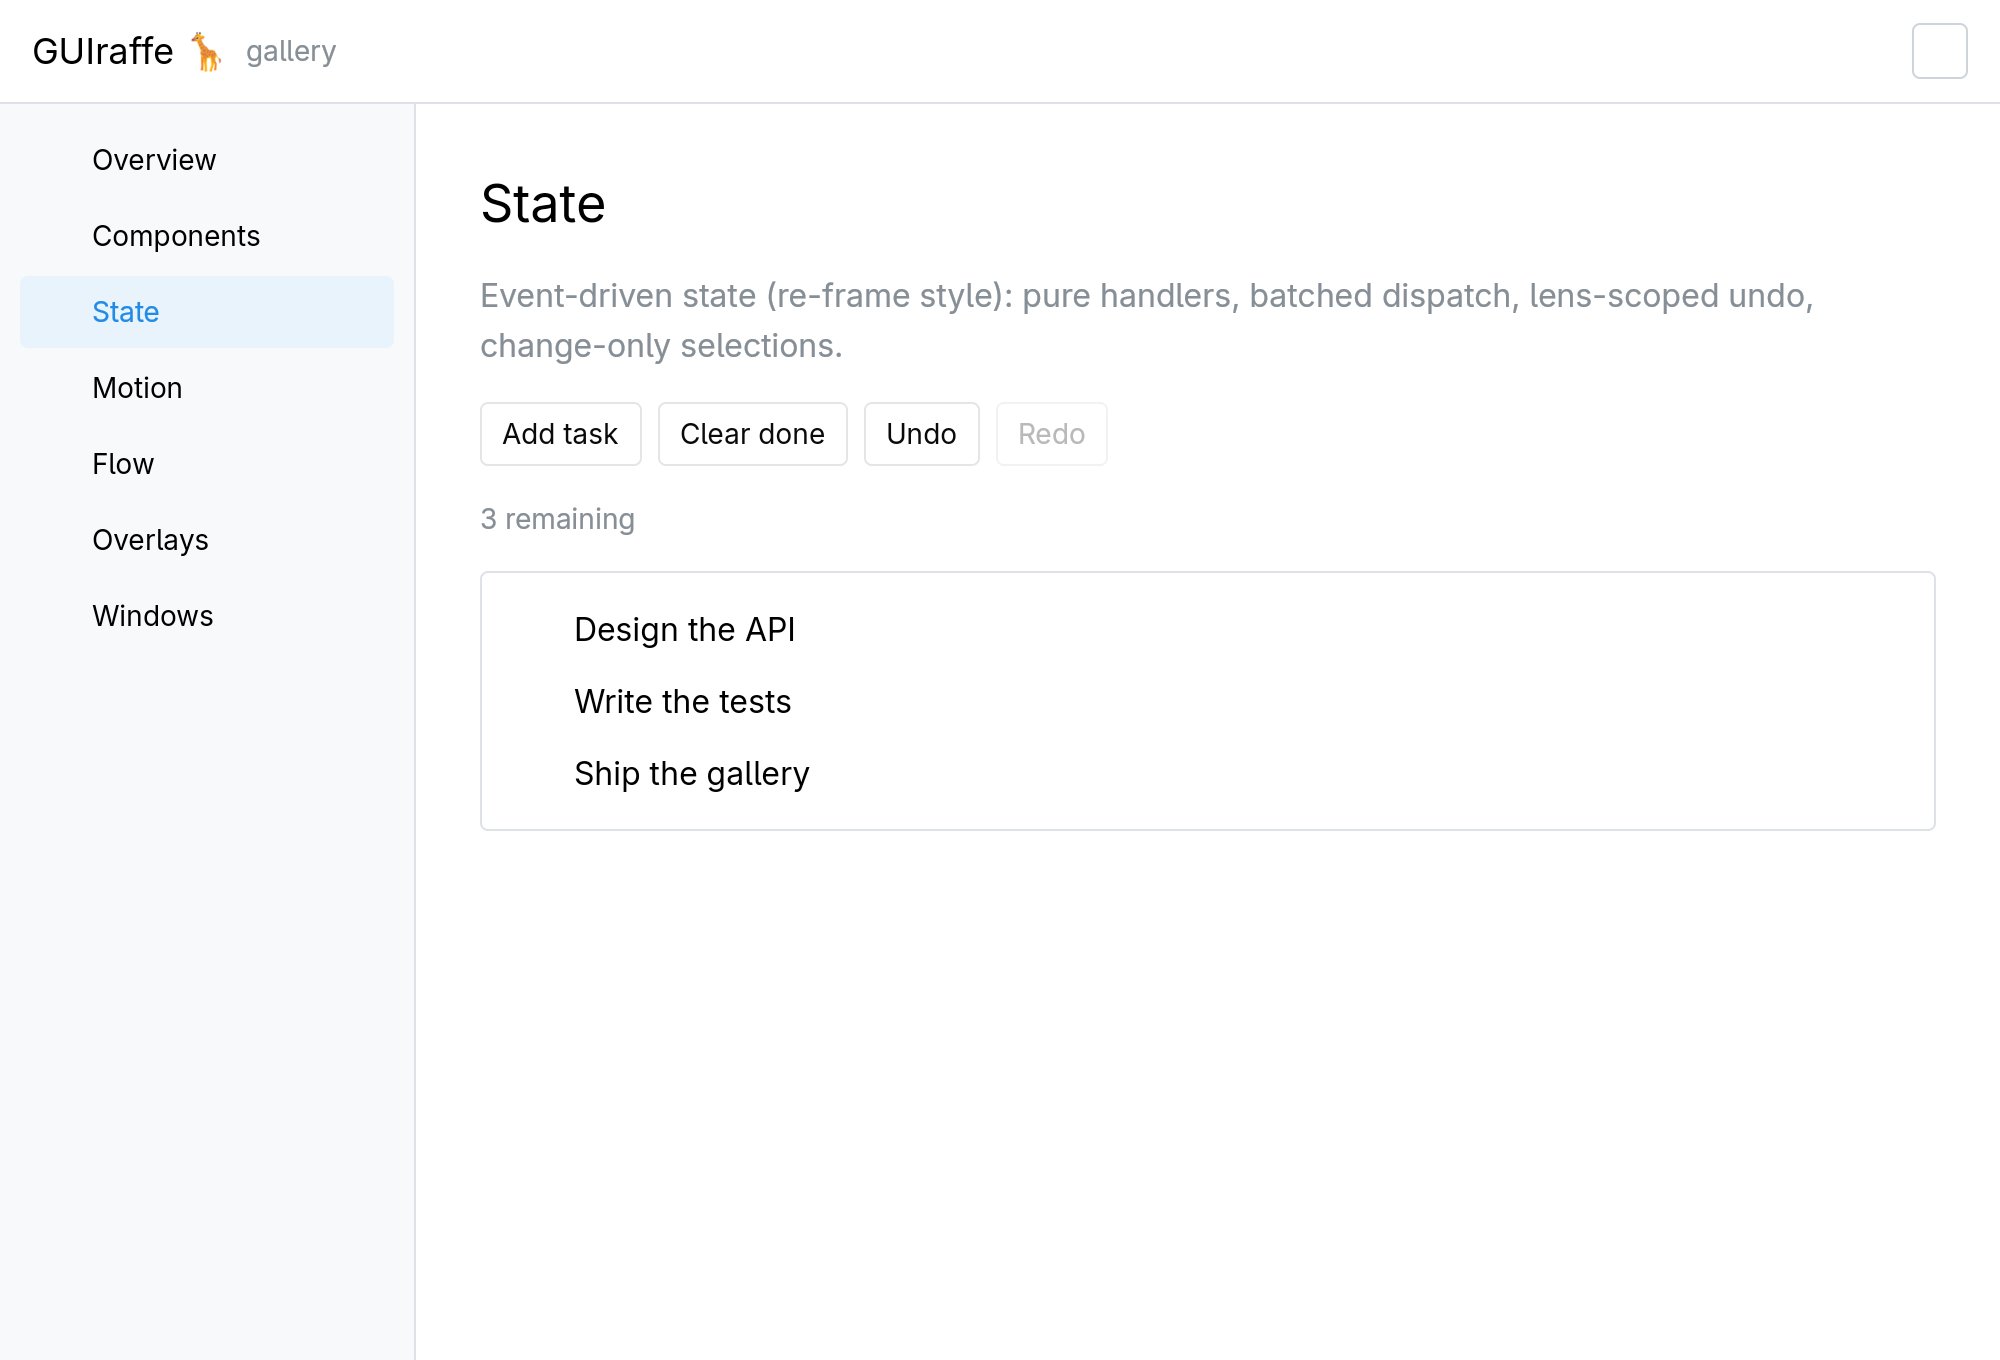 GUIraffe 🦒 gallery
Overview
Components
State
Motion
Flow
Overlays
Windows
State
Event-driven state (re-frame style): pure handlers, batched dispatch, lens-scoped undo,
change-only selections.
Add task Clear done Undo Redo
3 remaining
Design the API
Write the tests
Ship the gallery